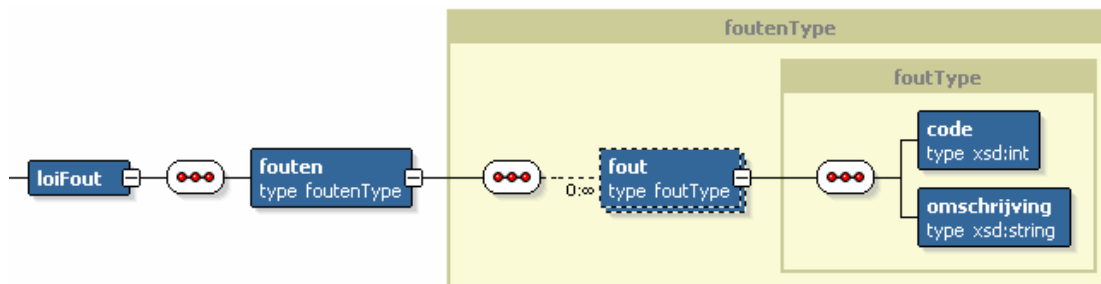 foutenType
foutType
loiFout
fouten
type foutenType
0:∞
fout
type foutType
code
type xsd:int
omschrijving
type xsd:string